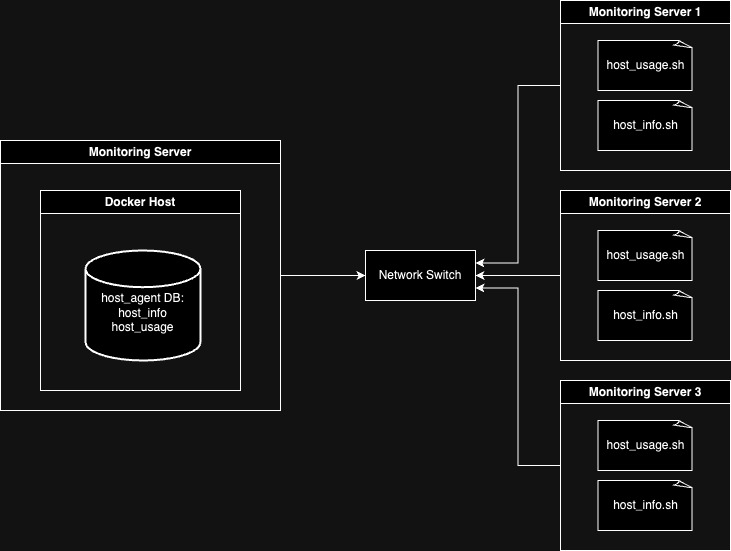 Monitoring Server
Docker Host
host_agent DB:
host_info
host_usage
Network Switch
Monitoring Server 1
host_usage.sh
host_info.sh
Monitoring Server 2
host_usage.sh
host_info.sh
Monitoring Server 3
host_usage.sh
host_info.sh